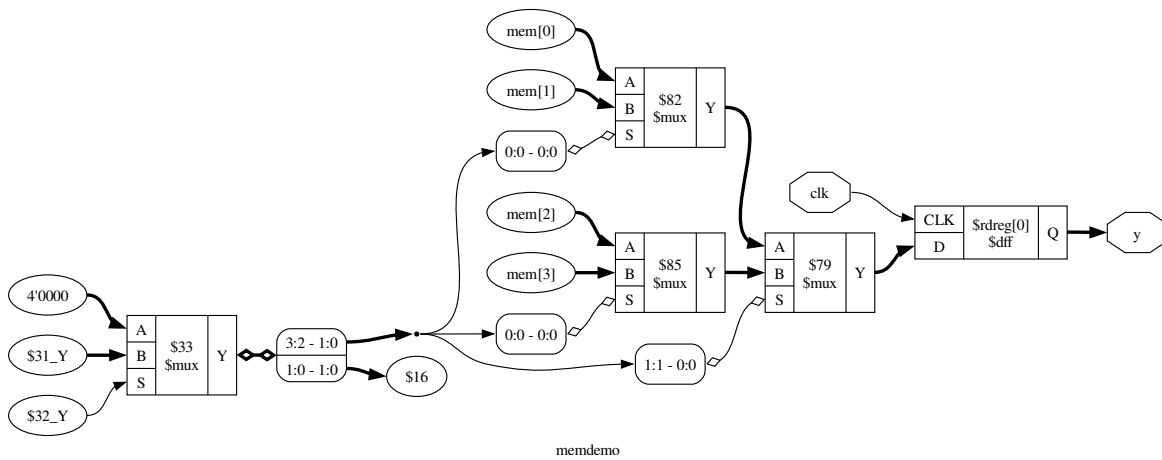 mem[0]
mem[1]
A
B
S
$82
$mux
Y
0:0 - 0:0
mem[2]
mem[3]
A
B
S
$85
$mux
Y
0:0 - 0:0
A
B
S
$79
$mux
Y
clk
CLK
D
$rdreg[0]
$dff
Q
y
4'0000
$31_Y
$32_Y
A
B
S
$33
$mux
Y
3:2 - 1:0
1:0 - 1:0
$16
1:1 - 0:0
memdemo